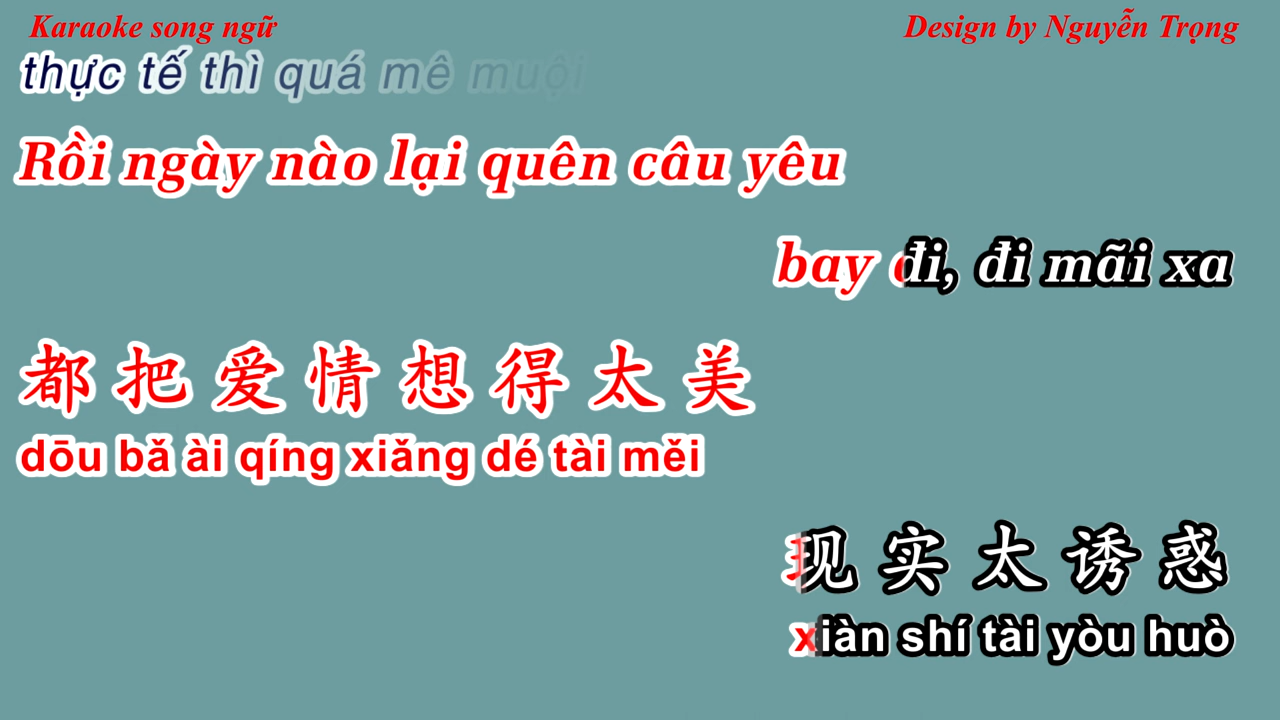 Karaoke song ngữ
Design by Nguyễn Trọng
thực tế thì quá mê muội
Rồi ngày nào lại quên câu yêu
bay đi, đi mãi xa
都把爱情想得太美
dōu bǎ ài qíng xiǎng dé tài měi
现实太诱惑
xiàn shí tài yòu huò